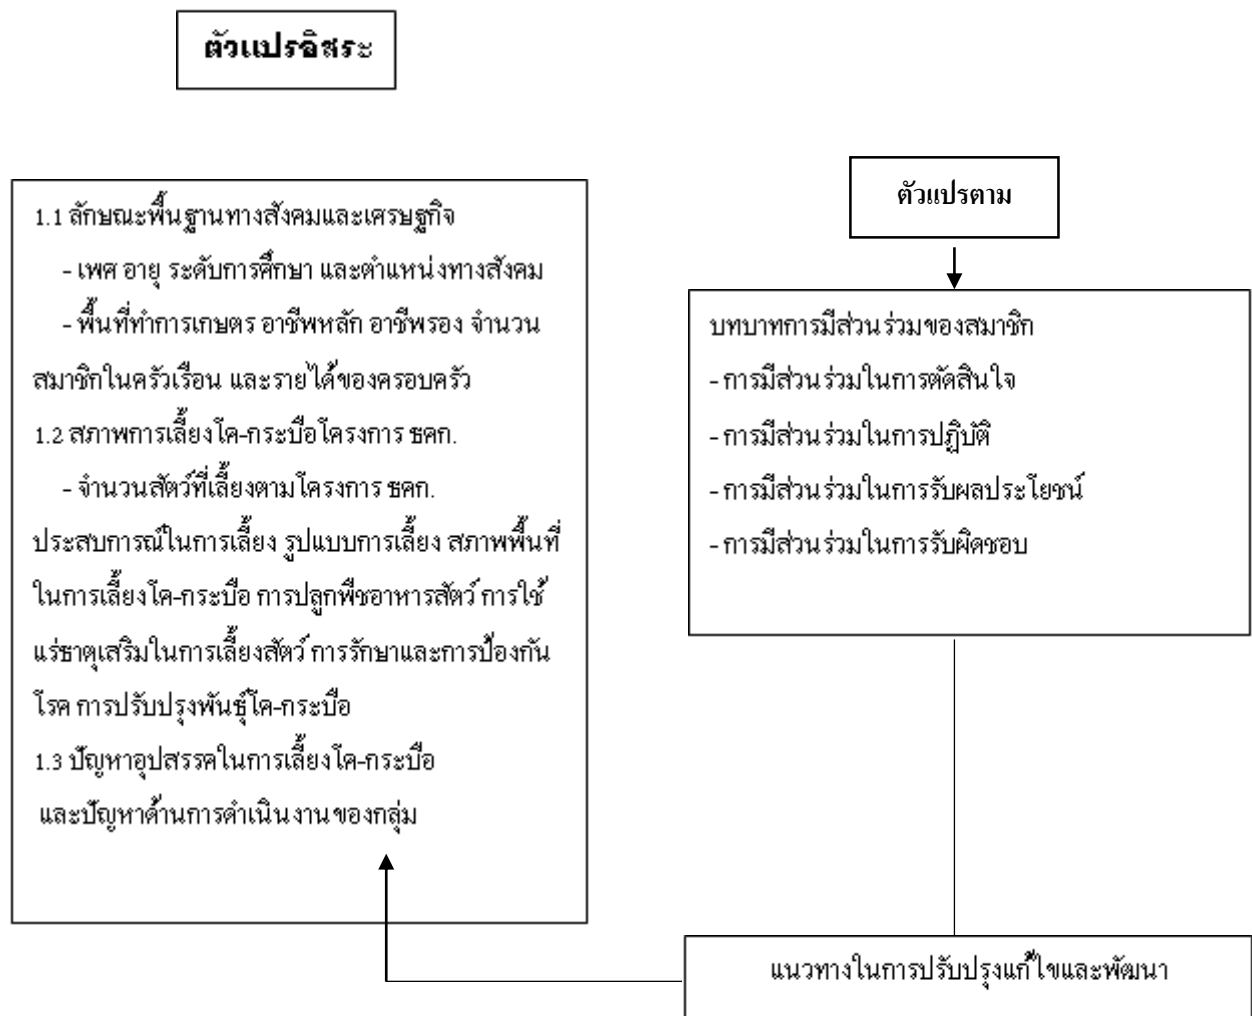 ตัวแปรอิสระ
1.1 ลักษณะพื้นฐานทางสังคมและเศรษฐกิจ
- เพศ อายุ ระดับการศึกษา และตำแหน่งทางสังคม
- พื้นที่ทำการเกษตร อาชีพหลัก อาชีพรอง จำนวน
สมาชิกในครัวเรือน และรายได้ของครอบครัว
1.2 สภาพการเลี้ยงโค-กระบือโครงการ ธคก.
- จำนวนสัตว์ที่เลี้ยงตามโครงการ ธคก.
ประสบการณ์ในการเลี้ยง รูปแบบการเลี้ยง สภาพพื้นที่
ในการเลี้ยงโค-กระบือ การปลูกพืชอาหารสัตว์ การใช้
แร่ธาตุเสริมในการเลี้ยงสัตว์ การรักษาและการป้องกัน
โรค การปรับปรุงพันธุ์โค-กระบือ
1.3 ปัญหาอุปสรรคในการเลี้ยงโค-กระบือ
และปัญหาด้านการดำเนินงานของกลุ่ม
ตัวแปรตาม
บทบาทการมีส่วนร่วมของสมาชิก
- การมีส่วนร่วมในการตัดสินใจ
- การมีส่วนร่วมในการปฏิบัติ
- การมีส่วนร่วมในการรับผลประโยชน์
- การมีส่วนร่วมในการรับผิดชอบ
แนวทางในการปรับปรุงแก้ไขและพัฒนา